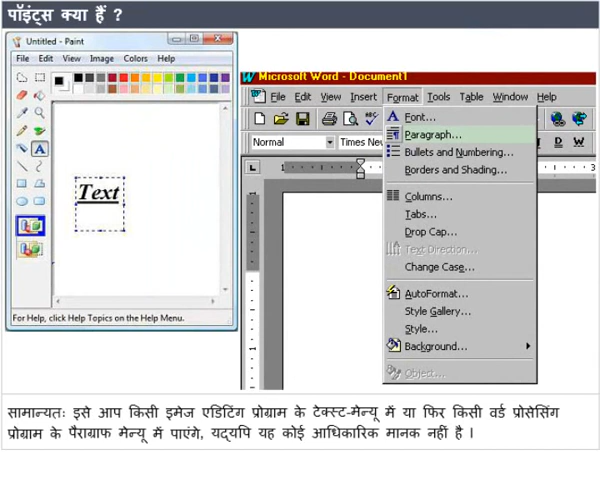 पॉइंट्स क्या हैं ?
Untitled - Paint
File Edit View Image Colors Help
A
Text
For Help, click Help Topics on the Help Menu.
Microsoft Word - Document1
File Edit View Insert Format Tools Table Window Help
Normal Times Nev
D W
Font...
Paragraph...
Bullets and Numbering...
Borders and Shading...
Columns...
Tabs...
Drop Cap...
Text Direction...
Change Case...
AutoFormat...
Style Gallery...
Style...
Background...
Object...
सामान्यतः इसे आप किसी इमेज एडिटिंग प्रोग्राम के टेक्स्ट-मेन्यू में या फिर किसी वर्ड प्रोसेसिंग
प्रोग्राम के पैराग्राफ मेन्यू में पाएंगे, यद्यपि यह कोई आधिकारिक मानक नहीं है ।